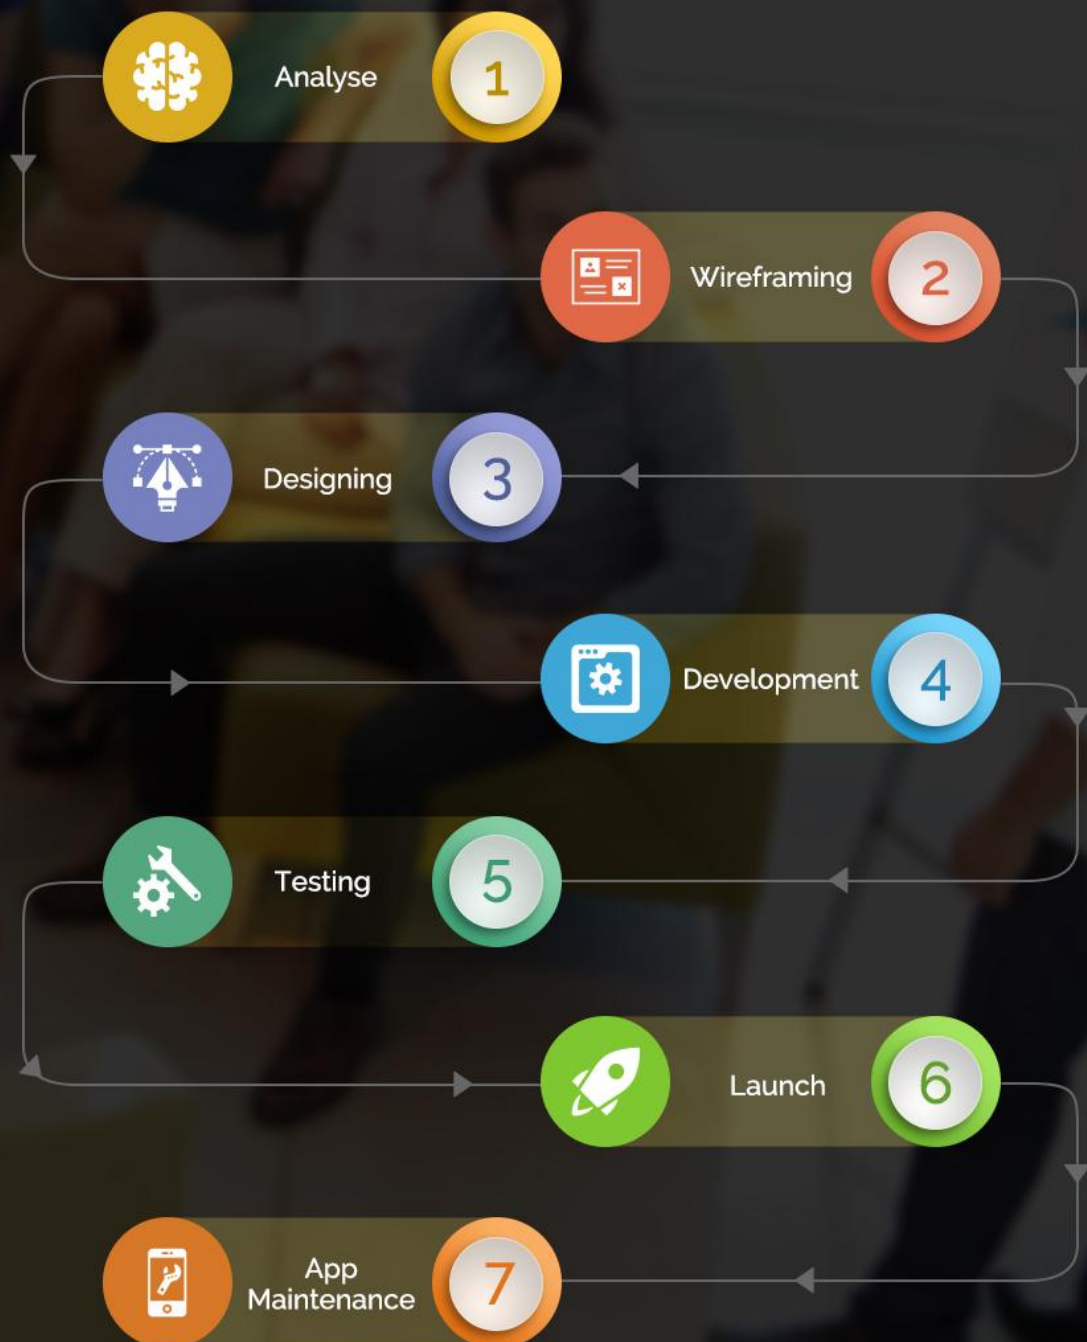 Analyse
1
Wireframing
2
Designing
3
Development
4
Testing
5
Launch
6
App
Maintenance
7